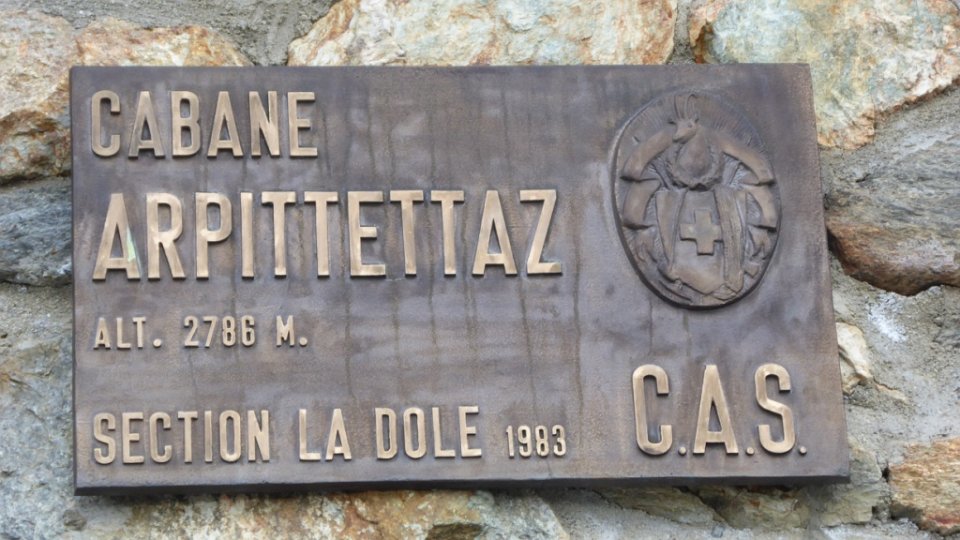 CABANE
ARPITTETTAZ
ALT. 2786 M.
SECTION LA DOLE 1983
C.A.S.